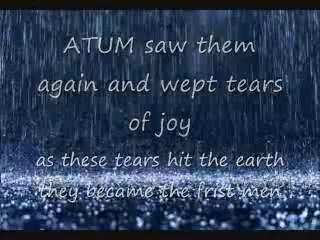 ATUM saw them
again and wept tears
of joy
as these tears hit the earth
they became the frist men